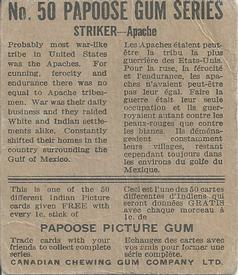 No. 50 PAPOOSE GUM SERIES
STRIKER—Apache
Probably most war-like
tribe in United States
was the Apaches. For
cunning, ferocity and
endurance there was no
equal to Apache tribes-
men. War was their daily
business and they raided
White and Indian settle-
ments alike. Constantly
shifted their homes in the
country surrounding the
Gulf of Mexico.
Les Apaches étaient peut-
être la tribu la plus
guerrière des Etats-Unis.
Pour la ruse, la férocité
et l'endurance, les apa-
ches n'avaient peut-être
pas leur égal. Faire la
guerre était leur seule
occupation et ils guer-
royaient autant contre les
peaux-rouges que contre
les blancs. Ils déména-
geaient constamment
leurs villages, restant
cependant toujours dans
les environs du golfe du
Mexique.
This is one of the 50
different Indian Picture
cards given FREE with
every 1c. stick of
Ceci est l'une des 50 cartes
différentes d'Indiens qui
seront données GRATIS
avec chaque morceau à
1c. de
PAPOOSE PICTURE GUM
Trade cards with your
friends to collect complete
series.
Echangez des cartes avec
vos amis pour former une
série complète.
CANADIAN CHEWING GUM COMPANY LTD.